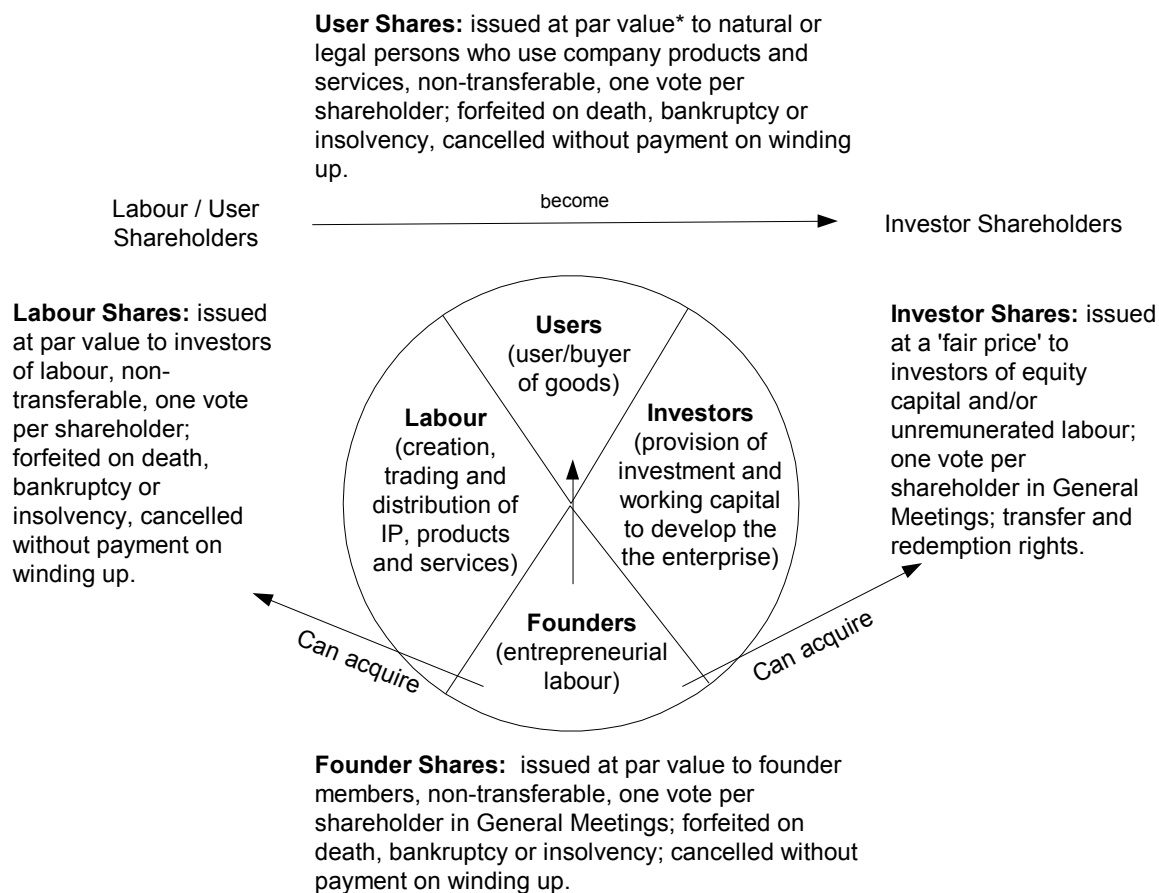 User Shares: issued at par value* to natural or
legal persons who use company products and
services, non-transferable, one vote per
shareholder; forfeited on death, bankruptcy or
insolvency, cancelled without payment on winding
up.
Labour / User
Shareholders
become
Investor Shareholders
Labour Shares: issued
at par value to investors
of labour, non-
transferable, one vote
per shareholder;
forfeited on death,
bankruptcy or
insolvency, cancelled
without payment on
winding up.
Users
(user/buyer
of goods)
Labour
(creation,
trading and
distribution of
IP, products
and services)
Investors
(provision of
investment and
working capital
to develop the
the enterprise)
Founders
(entrepreneurial
labour)
Investor Shares: issued
at a 'fair price' to
investors of equity
capital and/or
unremunerated labour;
one vote per
shareholder in General
Meetings; transfer and
redemption rights.
Can acquire
Can acquire
Founder Shares: issued at par value to founder
members, non-transferable, one vote per
shareholder in General Meetings; forfeited on
death, bankruptcy or insolvency; cancelled without
payment on winding up.